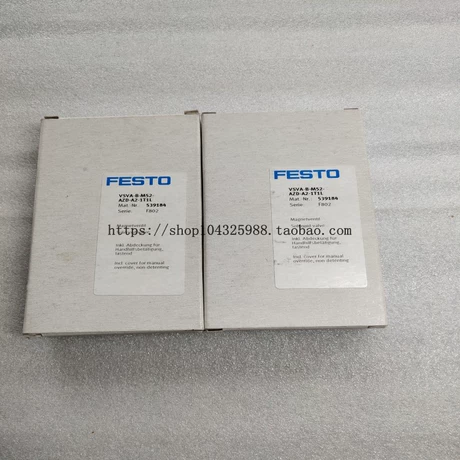 FESTO
VSVA-B-M52-
AZD-A2-1T1L
Mat. Nr. 539184
Serie: T802
Magnetventil
inkl. Abdeckung für
Handhilfsbetätigung,
tastend
incl. cover for manual
override, non-detenting
FESTO
VSVA-B-M52-
AZD-A2-1T1L
Mat. Nr. 539184
Serie: T802
inkl. Abdeckung für
Handhilfsbetätigung,
tastend
incl. cover for manual
override, non-detenting
https://shop104325988.taobao.com/